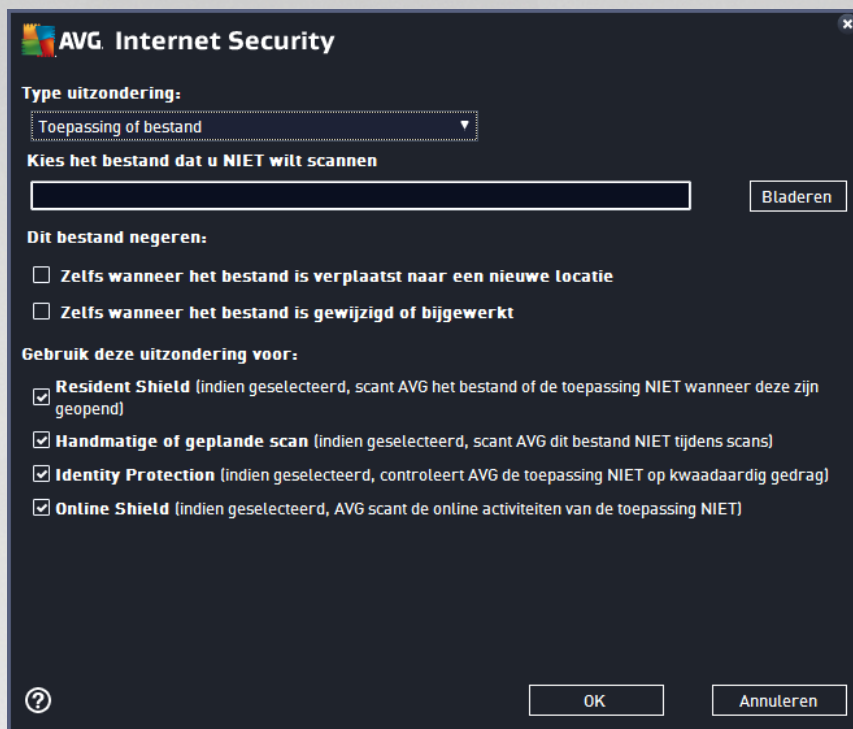 AVG. Internet Security
Type uitzondering:
Toepassing of bestand
Kies het bestand dat u NIET wilt scannen
Bladeren
Dit bestand negeren:
Zelfs wanneer het bestand is verplaatst naar een nieuwe locatie
Zelfs wanneer het bestand is gewijzigd of bijgewerkt
Gebruik deze uitzondering voor:
Resident Shield (indien geselecteerd, scant AVG het bestand of de toepassing NIET wanneer deze zijn
geopend)
Handmatige of geplande scan (indien geselecteerd, scant AVG dit bestand NIET tijdens scans)
Identity Protection (indien geselecteerd, controleert AVG de toepassing NIET op kwaadaardig gedrag)
Online Shield (indien geselecteerd, AVG scant de online activiteiten van de toepassing NIET)
OK
Annuleren